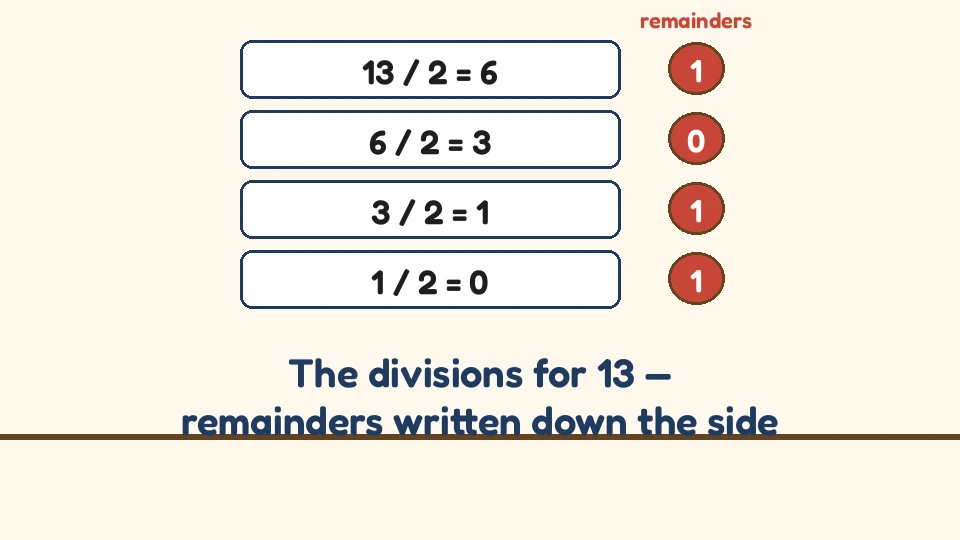 remainders
13 / 2 = 6 1
6 / 2 = 3 0
3 / 2 = 1 1
1 / 2 = 0 1
The divisions for 13 –
remainders written down the side